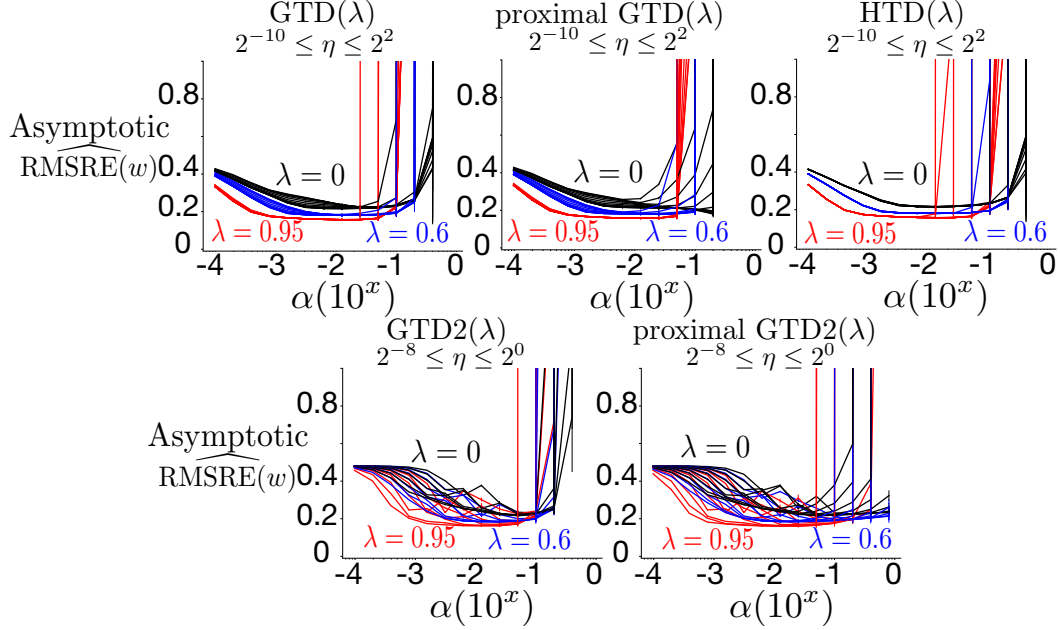 GTD(λ)
2^{-10} ≤ η ≤ 2^2
proximal GTD(λ)
2^{-10} ≤ η ≤ 2^2
HTD(λ)
2^{-10} ≤ η ≤ 2^2
Asymptotic
\widehat{RMSRE}(w)
0.8
0.4
0.2
0
λ = 0
λ = 0.95
λ = 0.6
-4 -3 -2 -1 0
α(10^x)
0.8
0.4
0.2
0
λ = 0
λ = 0.95
λ = 0.6
-4 -3 -2 -1 0
α(10^x)
0.8
0.4
0.2
0
λ = 0
λ = 0.95
λ = 0.6
-4 -3 -2 -1 0
α(10^x)
GTD2(λ)
2^{-8} ≤ η ≤ 2^0
proximal GTD2(λ)
2^{-8} ≤ η ≤ 2^0
Asymptotic
\widehat{RMSRE}(w)
0.8
0.4
0.2
0
λ = 0
λ = 0.95
λ = 0.6
-4 -3 -2 -1 0
α(10^x)
0.8
0.4
0.2
0
λ = 0
λ = 0.95
λ = 0.6
-4 -3 -2 -1 0
α(10^x)